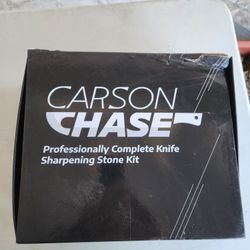 CARSON
CHASE
Professionally Complete Knife
Sharpening Stone Kit